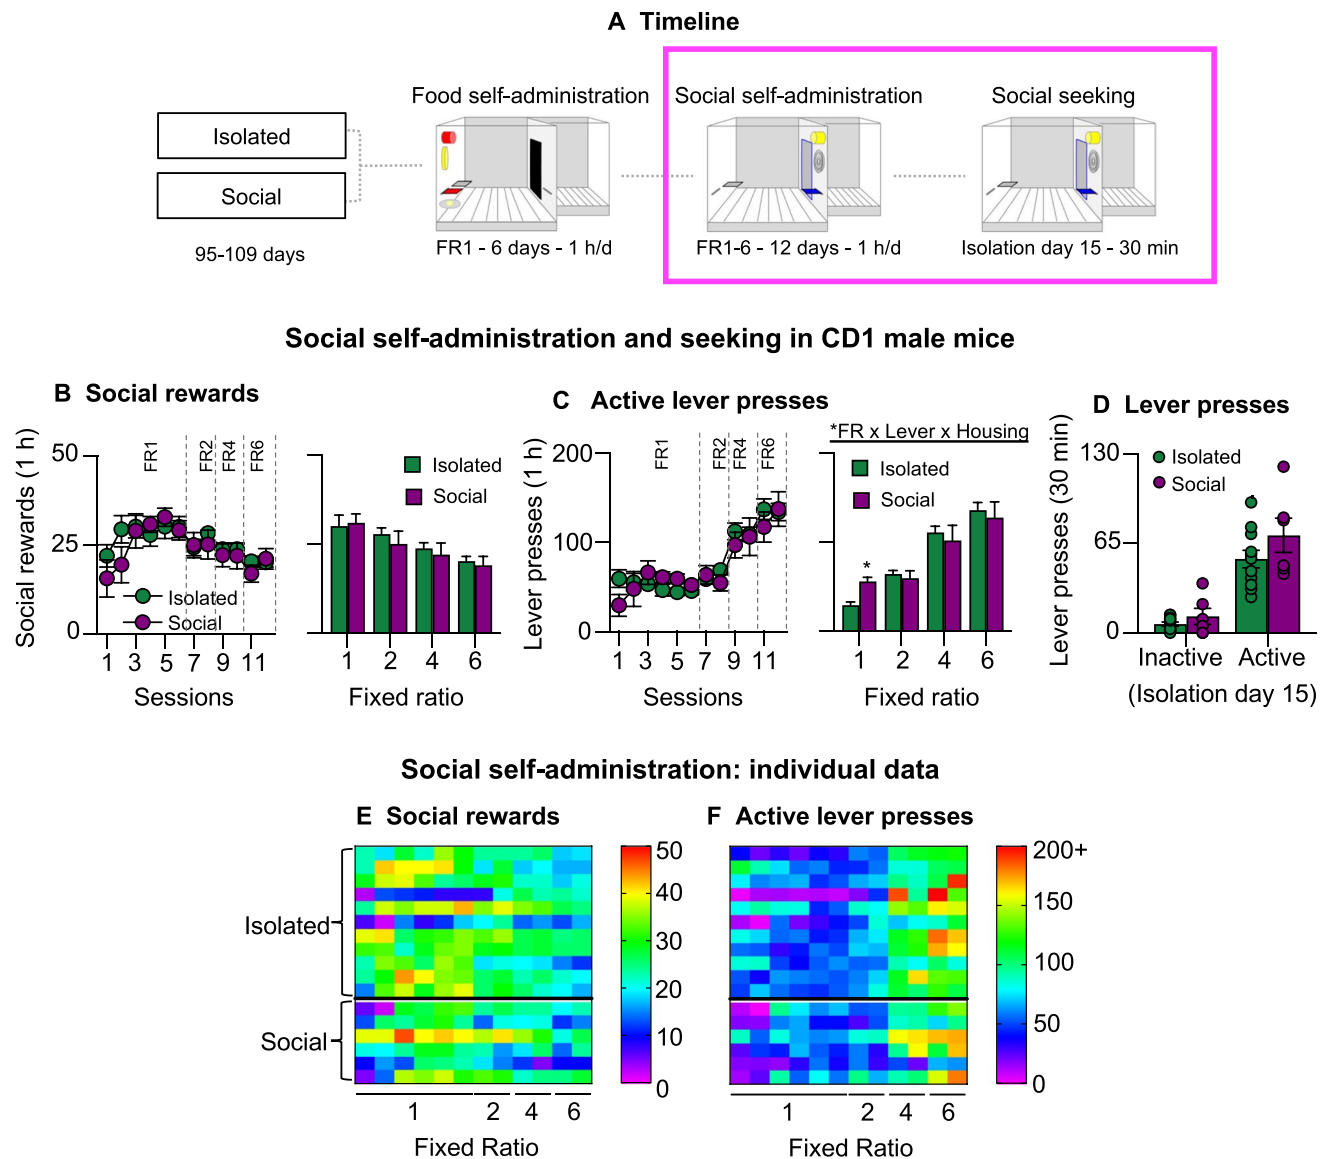 A Timeline
Food self-administration
Social self-administration
Social seeking
Isolated
Social
95-109 days
FR1 - 6 days - 1 h/d
FR1-6 - 12 days - 1 h/d
Isolation day 15 - 30 min
Social self-administration and seeking in CD1 male mice
B Social rewards
Social rewards (1 h)
50
25
0
FR1
FR2
FR4
FR6
Isolated
Social
1 3 5 7 9 11
Sessions
Isolated
Social
1 2 4 6
Fixed ratio
C Active lever presses
Lever presses (1 h)
200
100
0
FR1
FR2
FR4
FR6
1 3 5 7 9 11
Sessions
*FR x Lever x Housing
Isolated
Social
*
1 2 4 6
Fixed ratio
D Lever presses
Lever presses (30 min)
130
65
0
Isolated
Social
Inactive Active
(Isolation day 15)
Social self-administration: individual data
E Social rewards
Isolated
Social
50
40
30
20
10
0
1 2 4 6
Fixed Ratio
F Active lever presses
200+
150
100
50
0
1 2 4 6
Fixed Ratio